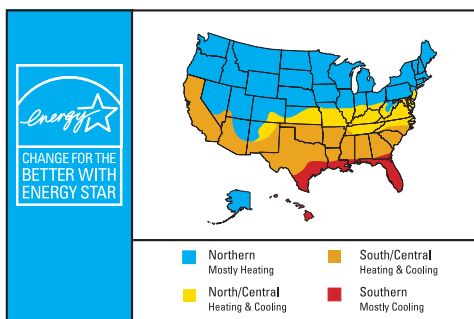 energy
CHANGE FOR THE
BETTER WITH
ENERGY STAR
Northern
Mostly Heating
North/Central
Heating & Cooling
South/Central
Heating & Cooling
Southern
Mostly Cooling